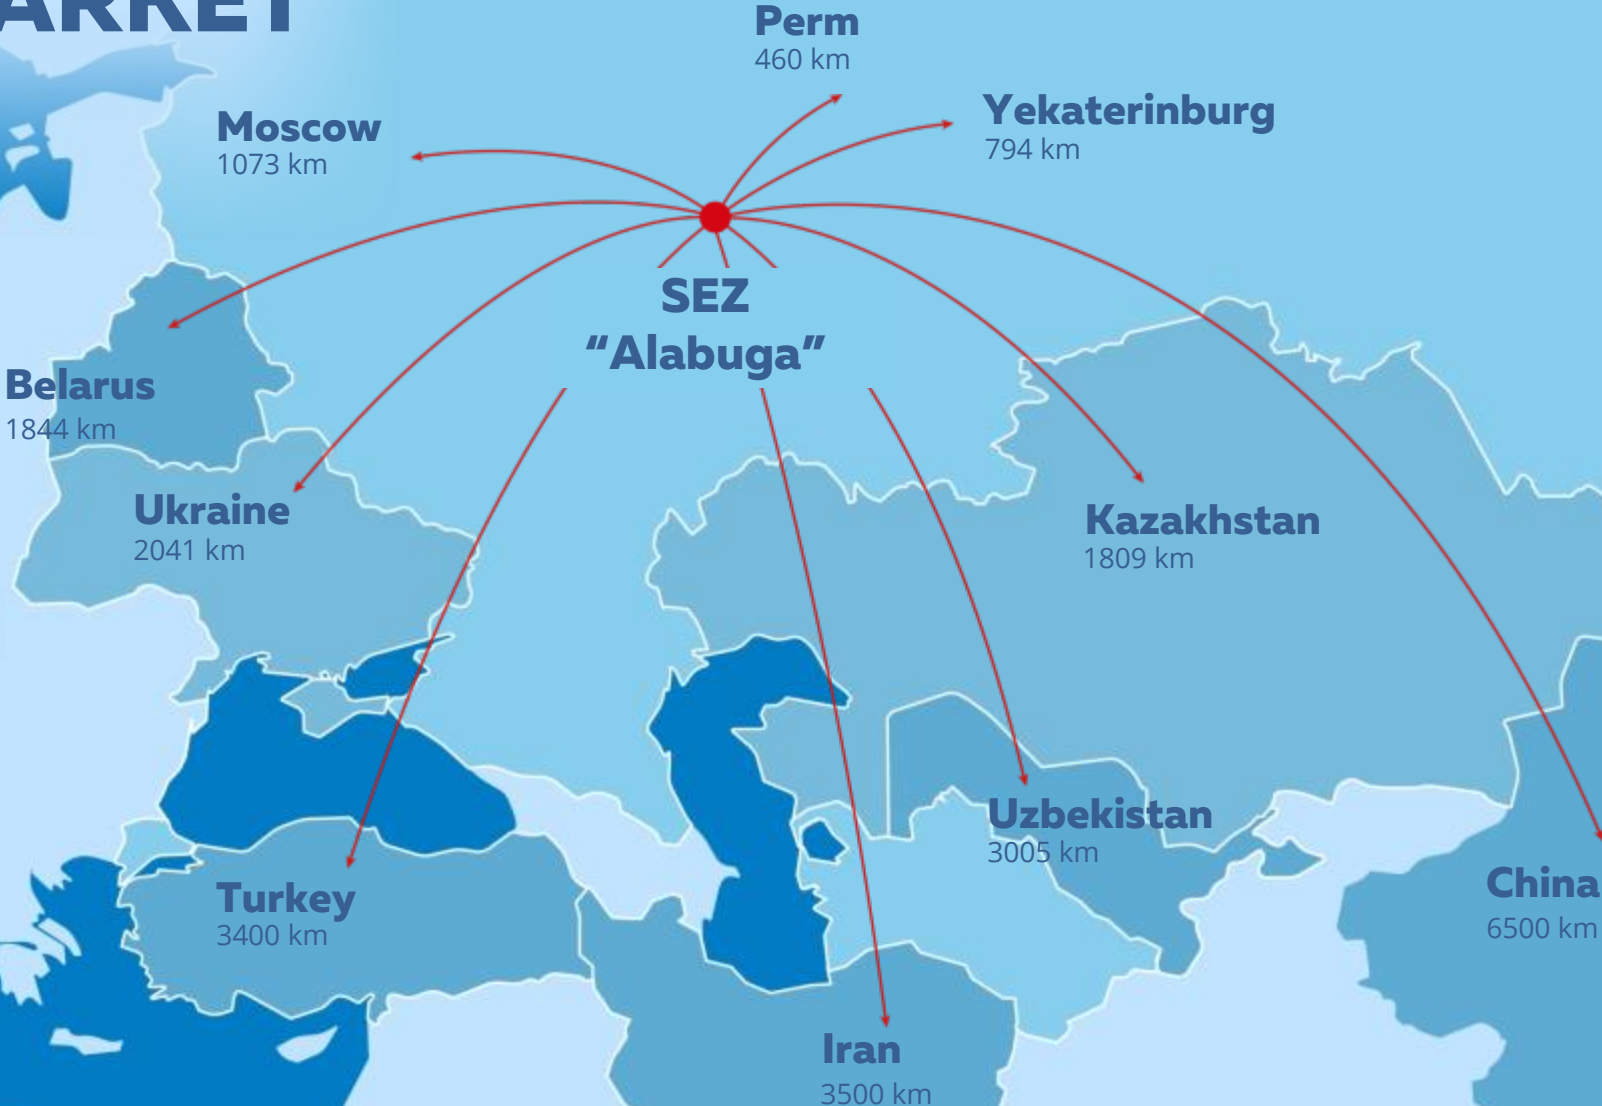 Perm
460 km
Yekaterinburg
794 km
Moscow
1073 km
SEZ
“Alabuga”
Belarus
1844 km
Ukraine
2041 km
Kazakhstan
1809 km
Uzbekistan
3005 km
China
6500 km
Turkey
3400 km
Iran
3500 km